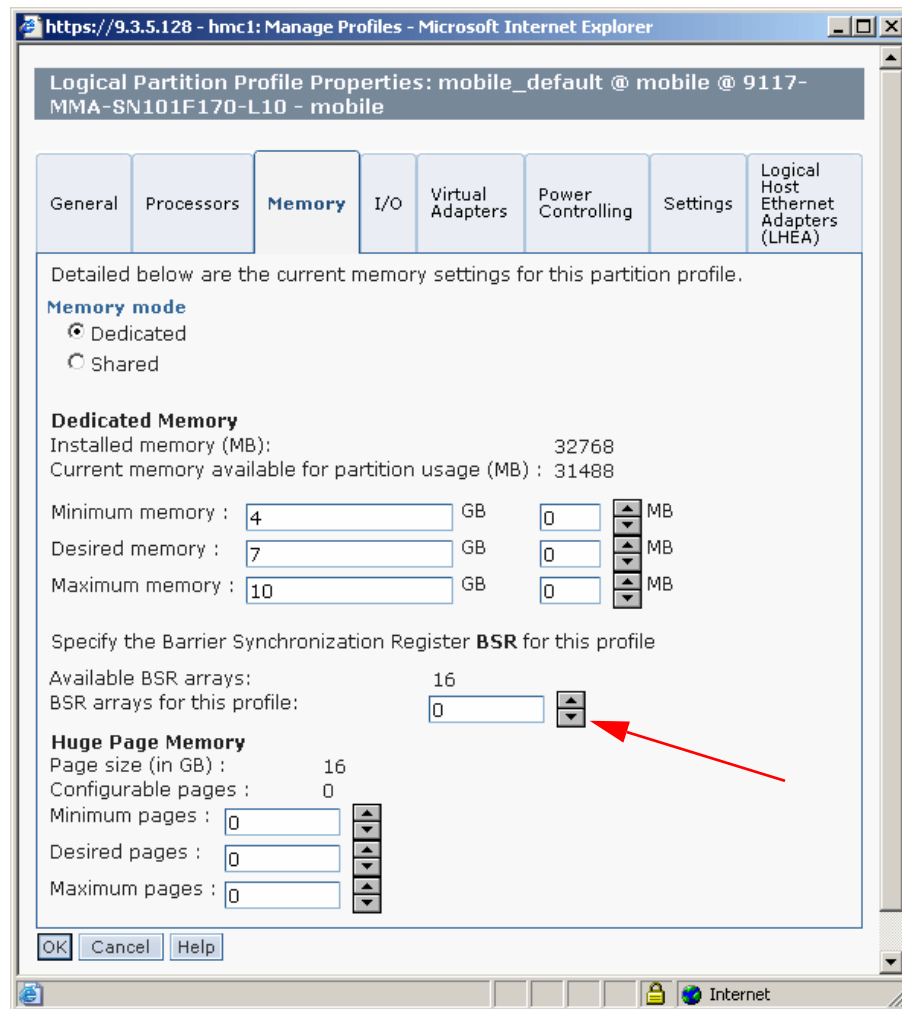 https://9.3.5.128 - hmc1: Manage Profiles - Microsoft Internet Explorer
Logical Partition Profile Properties: mobile_default @ mobile @ 9117-
MMA-SN101F170-L10 - mobile
General
Processors
Memory
I/O
Virtual
Adapters
Power
Controlling
Settings
Logical
Host
Ethernet
Adapters
(LHEA)
Detailed below are the current memory settings for this partition profile.
Memory mode
Dedicated
Shared
Dedicated Memory
Installed memory (MB): 32768
Current memory available for partition usage (MB) : 31488
Minimum memory : 4 GB 0 MB
Desired memory : 7 GB 0 MB
Maximum memory : 10 GB 0 MB
Specify the Barrier Synchronization Register BSR for this profile
Available BSR arrays: 16
BSR arrays for this profile: 0
Huge Page Memory
Page size (in GB) : 16
Configurable pages : 0
Minimum pages : 0
Desired pages : 0
Maximum pages : 0
OK Cancel Help
Internet